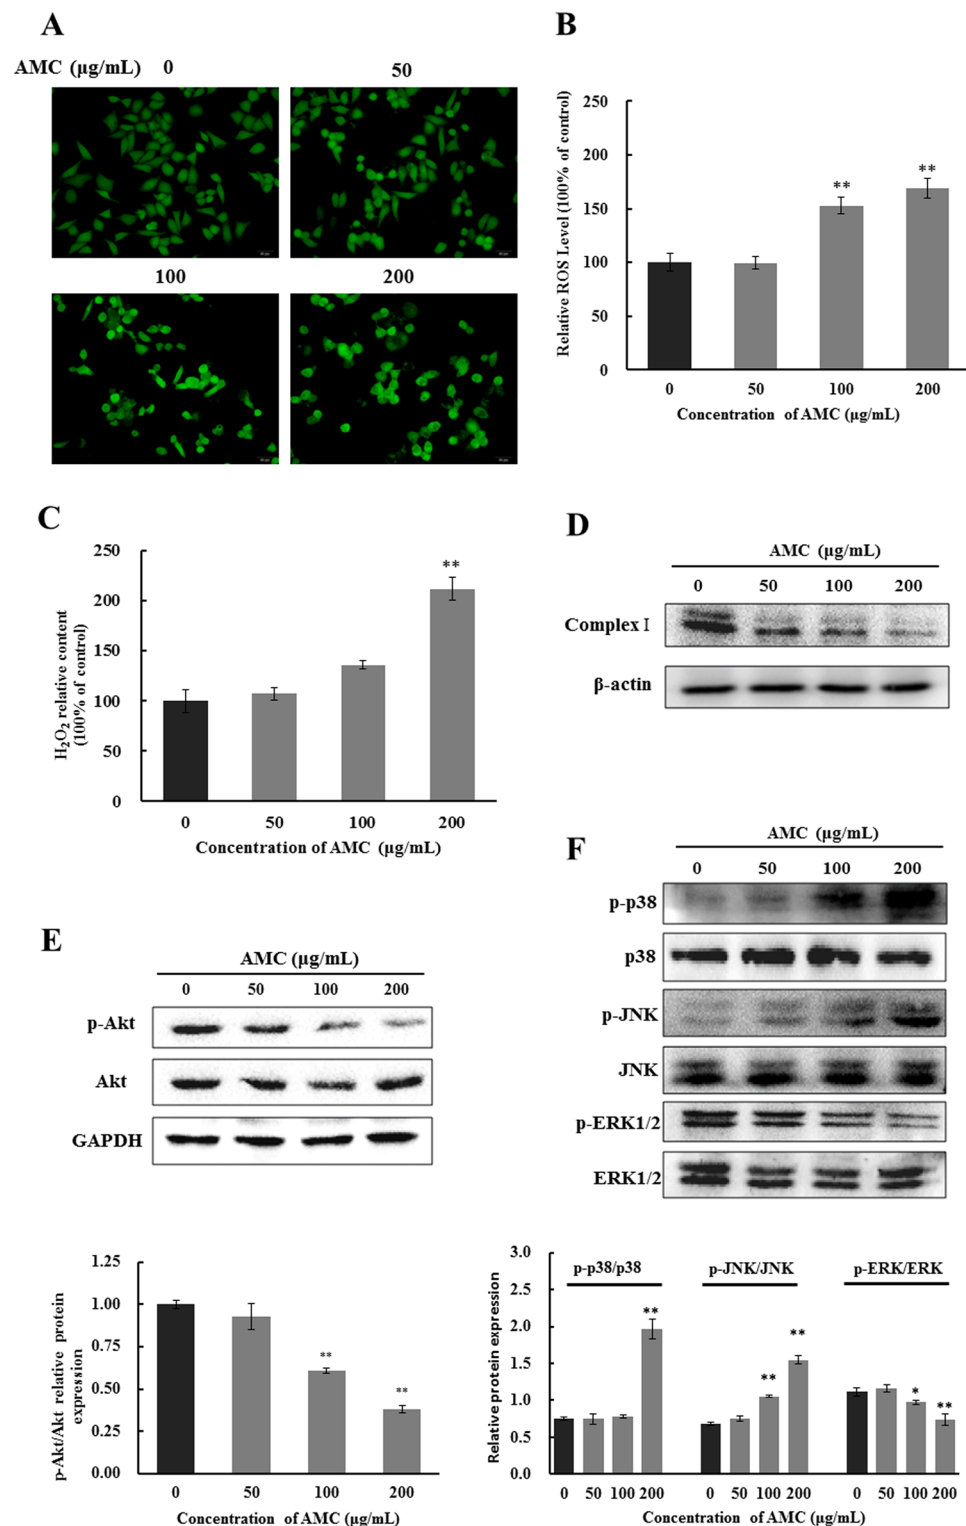 A
AMC (µg/mL) 0 50
100 200
B
Relative ROS Level (100% of control)
250
200
150
100
50
0
** **
0 50 100 200
Concentration of AMC (µg/mL)
C
H₂O₂ relative content
(100% of control)
250
200
150
100
50
0
**
0 50 100 200
Concentration of AMC (µg/mL)
D
AMC (µg/mL)
0 50 100 200
Complex I
β-actin
E
AMC (µg/mL)
0 50 100 200
p-Akt
Akt
GAPDH
p-Akt/Akt relative protein
expression
1.25
1.00
0.75
0.50
0.25
0.00
** **
0 50 100 200
Concentration of AMC (µg/mL)
F
AMC (µg/mL)
0 50 100 200
p-p38
p38
p-JNK
JNK
p-ERK1/2
ERK1/2
Relative protein expression
3.0
2.5
2.0
1.5
1.0
0.5
0.0
p-p38/p38 p-JNK/JNK p-ERK/ERK
** ** ** * **
0 50 100 200 0 50 100 200 0 50 100 200
Concentration of AMC (µg/mL)